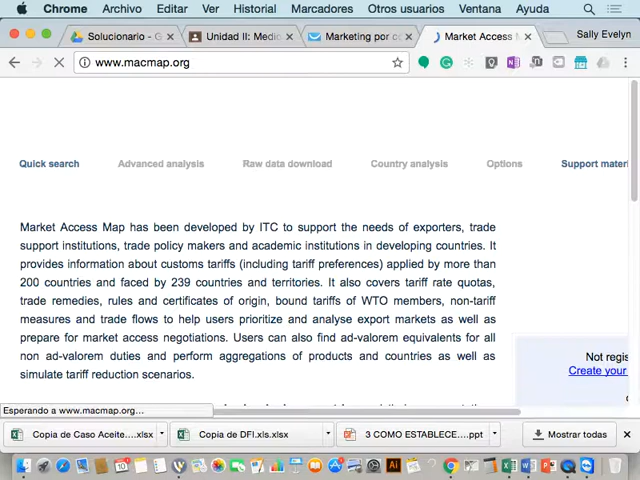 Chrome Archivo Editar Ver Historial Marcadores Otros usuarios Ventana Ayuda
Solucionario - G Unidad II: Medio Marketing por co Market Access M Sally Evelyn
www.macmap.org
Quick search Advanced analysis Raw data download Country analysis Options Support materi
Market Access Map has been developed by ITC to support the needs of exporters, trade
support institutions, trade policy makers and academic institutions in developing countries. It
provides information about customs tariffs (including tariff preferences) applied by more than
200 countries and faced by 239 countries and territories. It also covers tariff rate quotas,
trade remedies, rules and certificates of origin, bound tariffs of WTO members, non-tariff
measures and trade flows to help users prioritize and analyse export markets as well as
prepare for market access negotiations. Users can also find ad-valorem equivalents for all
non ad-valorem duties and perform aggregations of products and countries as well as
simulate tariff reduction scenarios.
Not regis
Create your
Esperando a www.macmap.org...
Copia de Caso Aceite....xlsx Copia de DFI.xls.xlsx 3 COMO ESTABLECE....ppt Mostrar todas